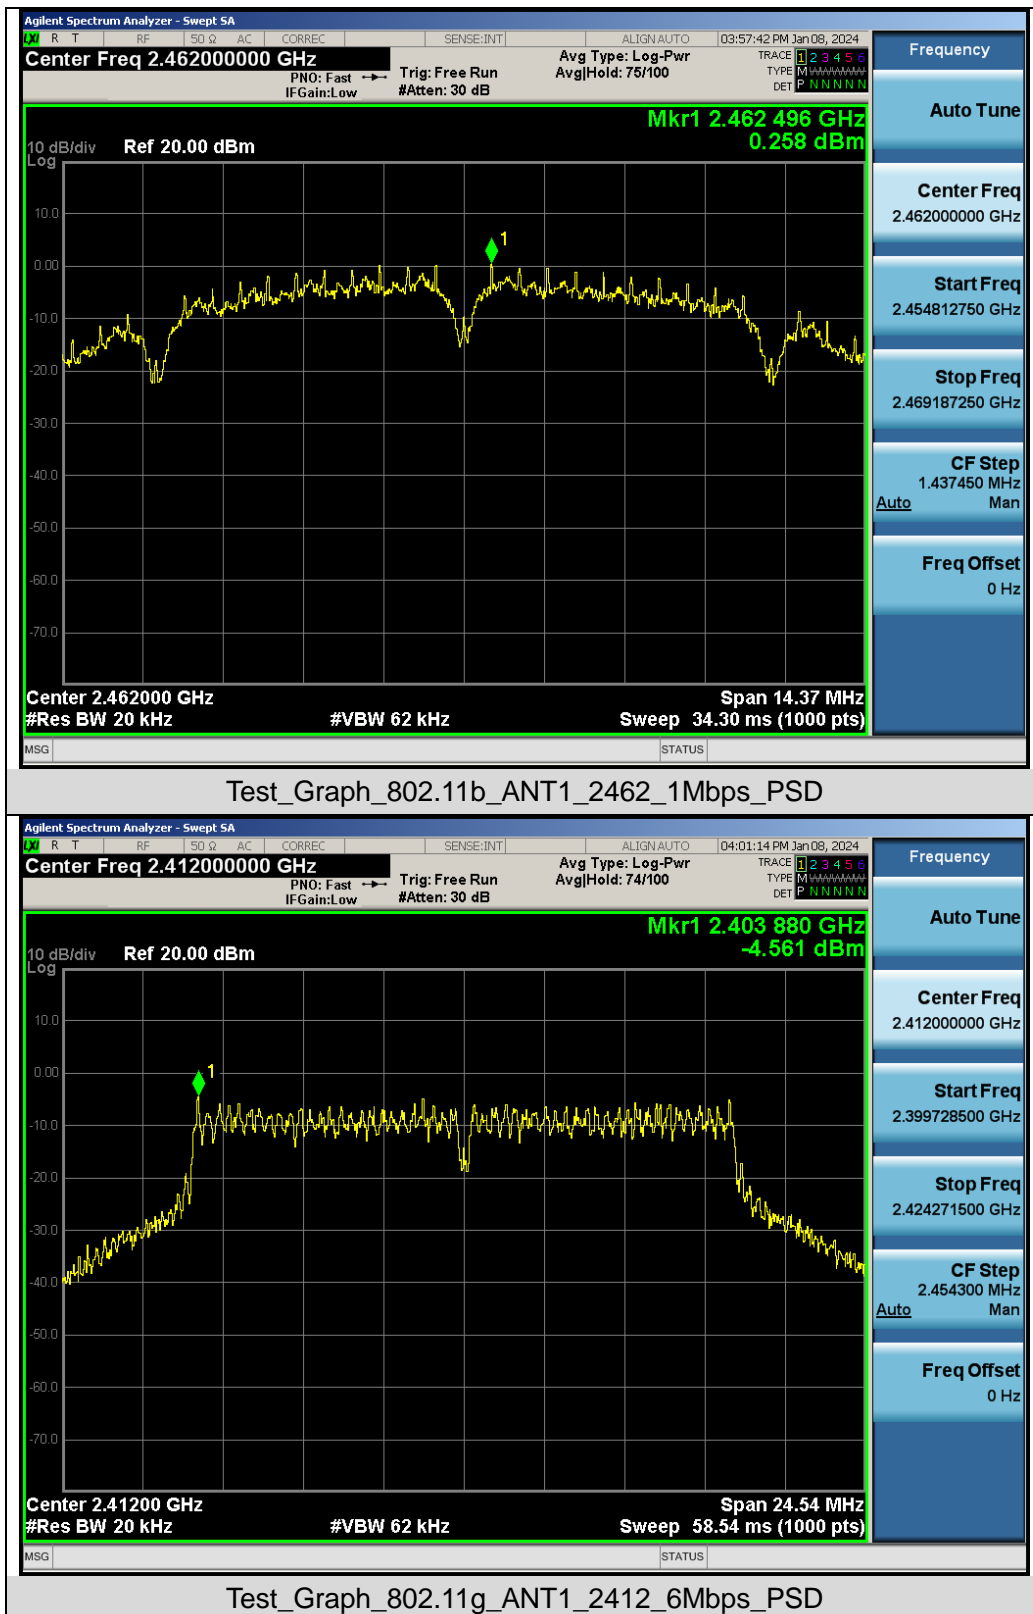 Agilent Spectrum Analyzer - Swept SA
LXI R T RF 50 Ω AC CORREC SENSE:INT ALIGN AUTO 03:57:42 PM Jan 08, 2024
Center Freq 2.462000000 GHz
PNO: Fast
IFGain:Low
Trig: Free Run
#Atten: 30 dB
Avg Type: Log-Pwr
Avg|Hold: 75/100
TRACE 1 2 3 4 5 6
TYPE M WWWWW
DET P N N N N N
Mkr1 2.462 496 GHz
0.258 dBm
10 dB/div
Log
Ref 20.00 dBm
1
10.0
0.00
-10.0
-20.0
-30.0
-40.0
-50.0
-60.0
-70.0
Center 2.462000 GHz
Span 14.37 MHz
#Res BW 20 kHz
#VBW 62 kHz
Sweep 34.30 ms (1000 pts)
MSG
STATUS
Frequency
Auto Tune
Center Freq
2.462000000 GHz
Start Freq
2.454812750 GHz
Stop Freq
2.469187250 GHz
CF Step
1.437450 MHz
Auto Man
Freq Offset
0 Hz
Test_Graph_802.11b_ANT1_2462_1Mbps_PSD
Agilent Spectrum Analyzer - Swept SA
LXI R T RF 50 Ω AC CORREC SENSE:INT ALIGN AUTO 04:01:14 PM Jan 08, 2024
Center Freq 2.412000000 GHz
PNO: Fast
IFGain:Low
Trig: Free Run
#Atten: 30 dB
Avg Type: Log-Pwr
Avg|Hold: 74/100
TRACE 1 2 3 4 5 6
TYPE M WWWWW
DET P N N N N N
Mkr1 2.403 880 GHz
-4.561 dBm
10 dB/div
Log
Ref 20.00 dBm
1
10.0
0.00
-10.0
-20.0
-30.0
-40.0
-50.0
-60.0
-70.0
Center 2.41200 GHz
Span 24.54 MHz
#Res BW 20 kHz
#VBW 62 kHz
Sweep 58.54 ms (1000 pts)
MSG
STATUS
Frequency
Auto Tune
Center Freq
2.412000000 GHz
Start Freq
2.399728500 GHz
Stop Freq
2.424271500 GHz
CF Step
2.454300 MHz
Auto Man
Freq Offset
0 Hz
Test_Graph_802.11g_ANT1_2412_6Mbps_PSD